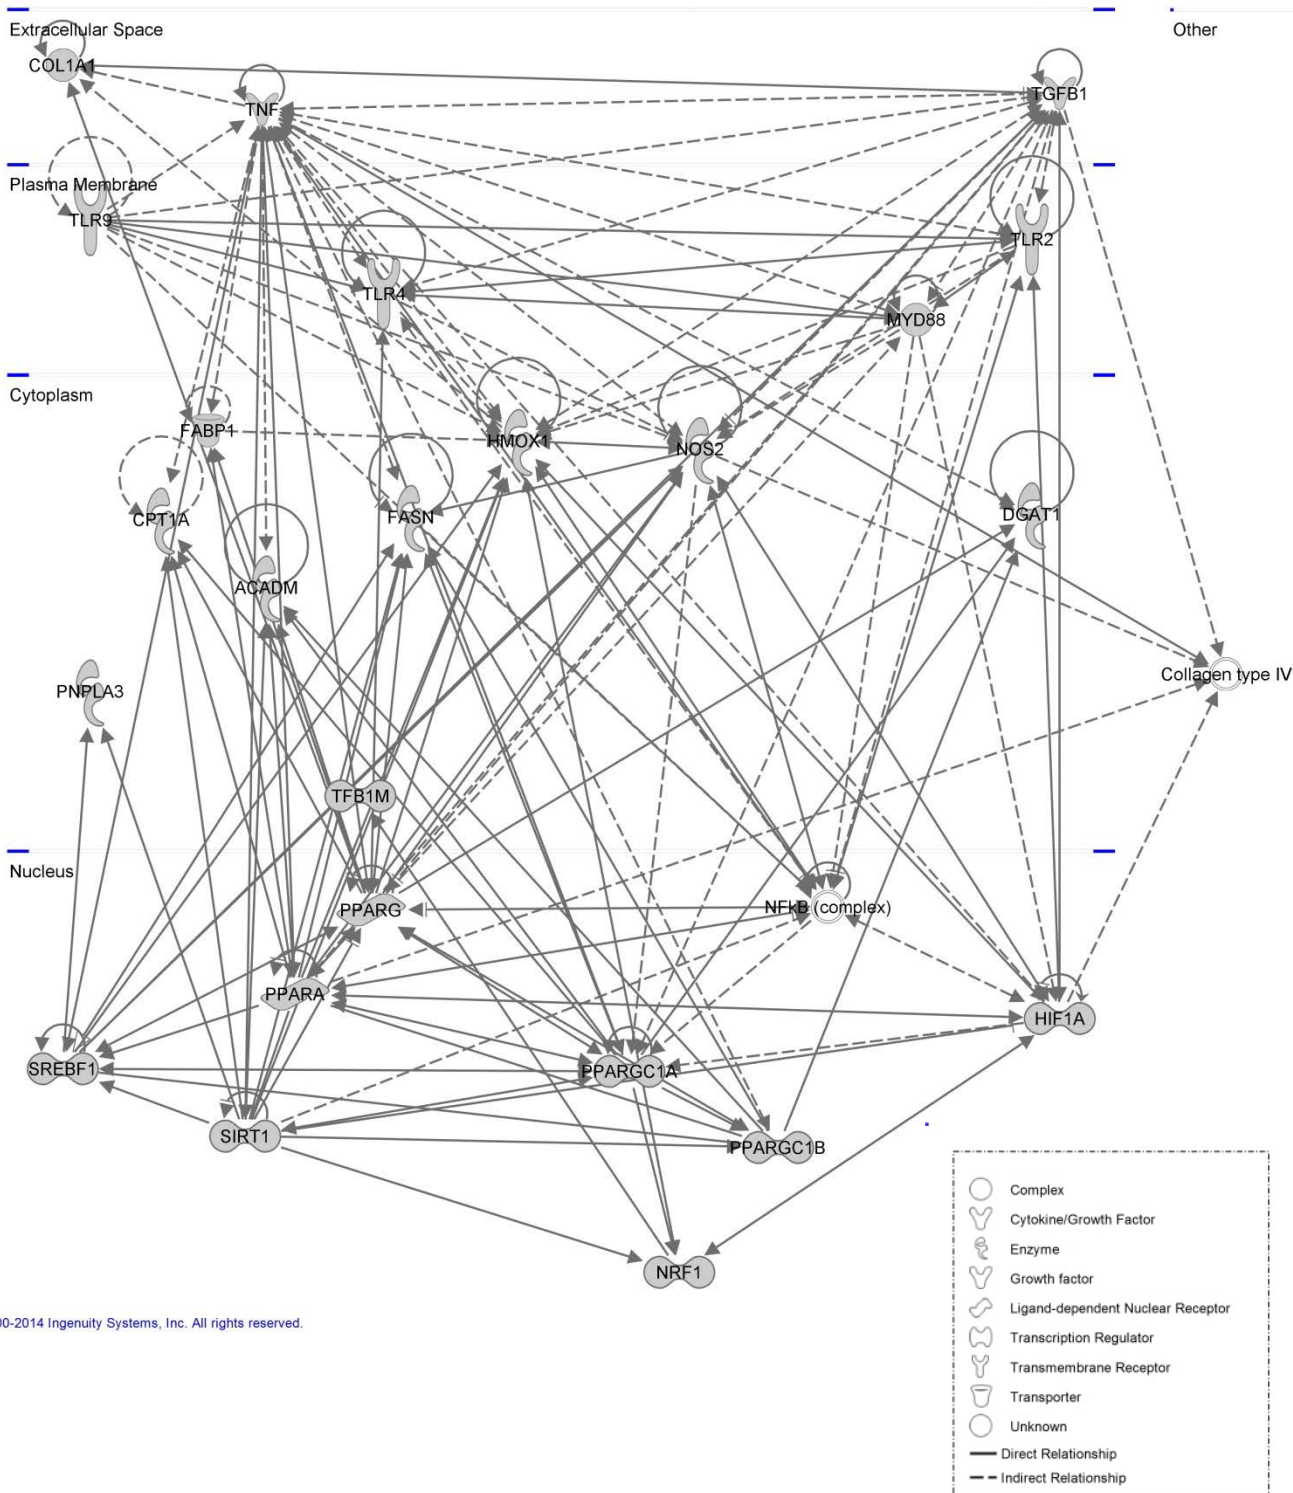 Extracellular Space
Other
COL1A1
TNF
TGFB1
Plasma Membrane
TLR9
TLR2
TLR4
MYD88
Cytoplasm
FABP1
HMOX1
NOS2
CPT1A
FASN
DGAT1
ACADM
PNPLA3
Collagen type IV
TFB1M
Nucleus
PPARG
NFkB (complex)
PPARA
HIF1A
SREBF1
PPARGC1A
SIRT1
PPARGC1B
NRF1
Complex
Cytokine/Growth Factor
Enzyme
Growth factor
Ligand-dependent Nuclear Receptor
Transcription Regulator
Transmembrane Receptor
Transporter
Unknown
Direct Relationship
Indirect Relationship
00-2014 Ingenuity Systems, Inc. All rights reserved.